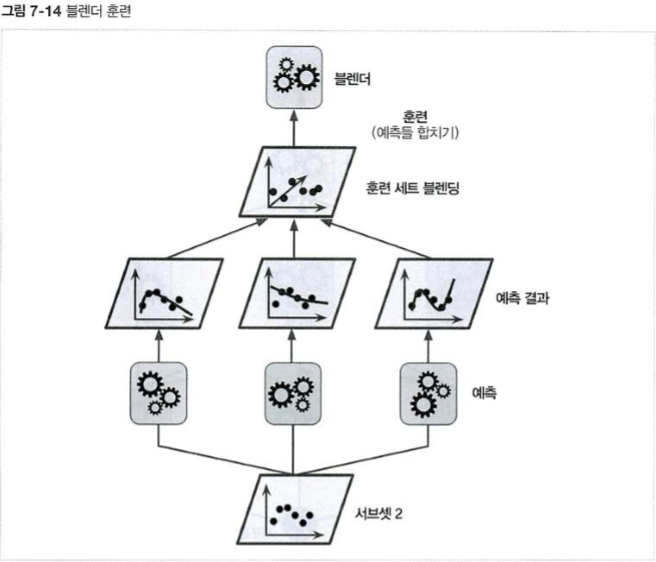 그림 7-14 블렌더 훈련
블렌더
훈련
(예측들 합치기)
훈련 세트 블렌딩
예측 결과
예측
서브셋 2